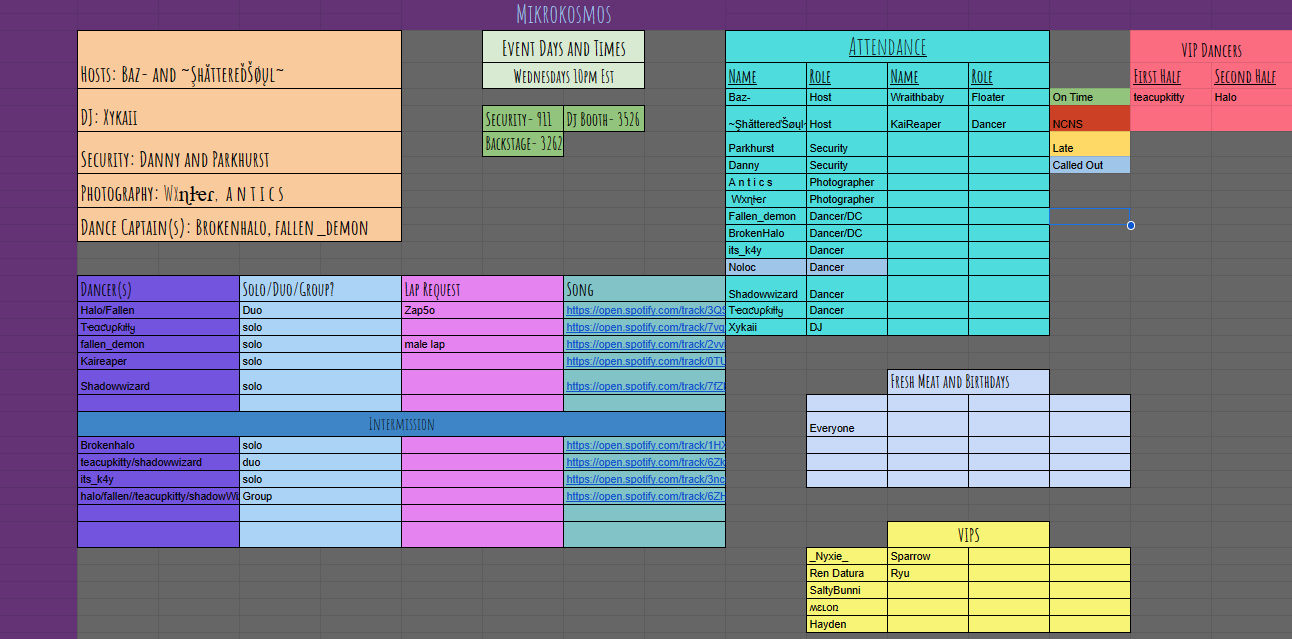 Mikrokosmos
Hosts: Baz- and ~ŞhăttereďŠøųl~
DJ: Xykaii
Security: Danny and Parkhurst
Photography: Wҳηɬҽɾ, A n t i c s
Dance Captain(s): Brokenhalo, fallen_demon
Event Days and Times
Wednesdays 10pm Est
Security- 911 Dj Booth- 3526
Backstage- 3262
Attendance
Name Role Name Role
Baz- Host Wraithbaby Floater
~ŞhăttereďŠøųl~ Host KaiReaper Dancer
Parkhurst Security
Danny Security
A n t i c s Photographer
Wҳηɬҽɾ Photographer
Fallen_demon Dancer/DC
BrokenHalo Dancer/DC
its_k4y Dancer
Noloc Dancer
Shadowwizard Dancer
Teacupkitty Dancer
Xykaii DJ
On Time
NCNS
Late
Called Out
VIP Dancers
First Half Second Half
teacupkitty Halo
Dancer(s) Solo/Duo/Group? Lap Request Song
Halo/Fallen Duo Zap5o https://open.spotify.com/track/3QS
Teacupkitty solo https://open.spotify.com/track/7vq
fallen_demon solo male lap https://open.spotify.com/track/2vv
Kaireaper solo https://open.spotify.com/track/0TU
Shadowwizard solo https://open.spotify.com/track/7fZ
Intermission
Brokenhalo solo https://open.spotify.com/track/1HX
teacupkitty/shadowwizard duo https://open.spotify.com/track/6Zk
its_k4y solo https://open.spotify.com/track/3nc
halo/fallen//teacupkitty/shadowWiz Group https://open.spotify.com/track/6ZH
Fresh Meat and Birthdays
Everyone
VIPs
_Nyxie_ Sparrow
Ren Datura Ryu
SaltyBunni
ᴍᴇʟᴏɴ
Hayden